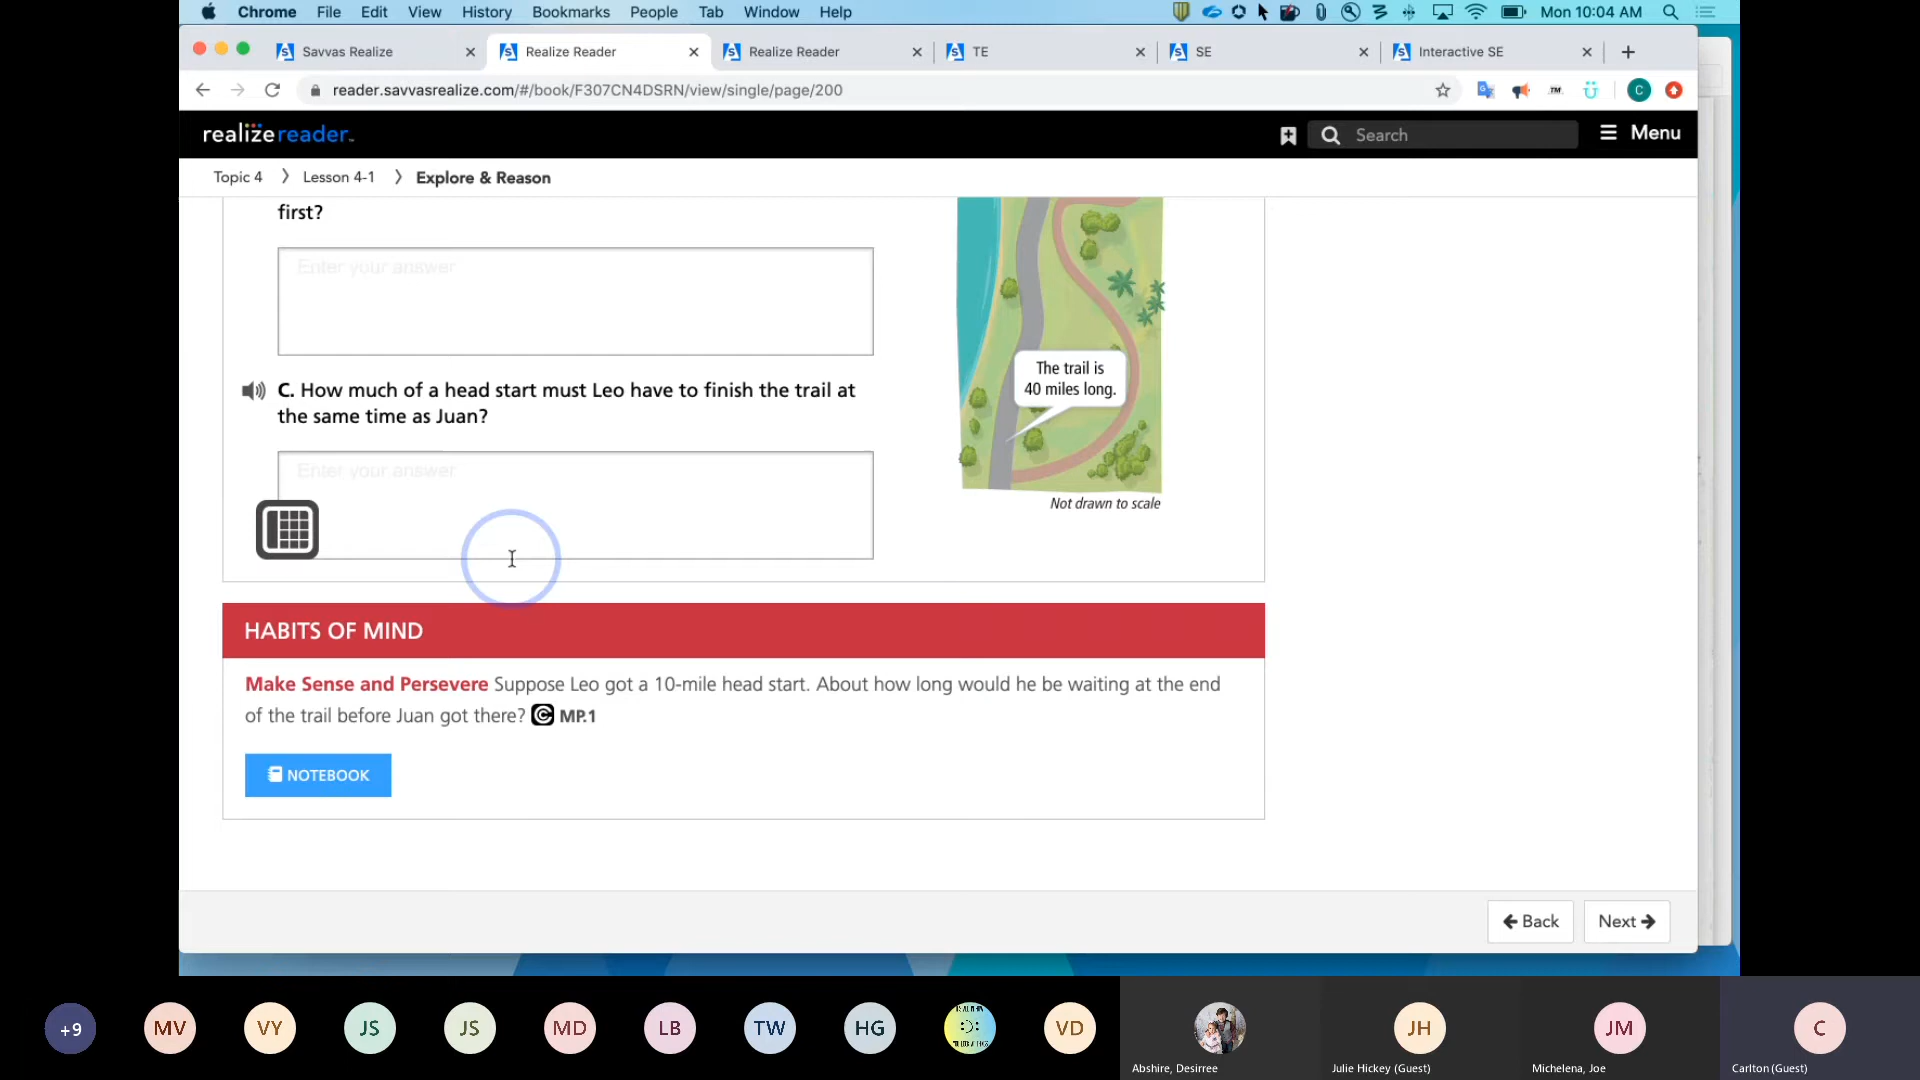 Chrome File Edit View History Bookmarks People Tab Window Help
Mon 10:04 AM
Savvas Realize
Realize Reader
Realize Reader
TE
SE
Interactive SE
reader.savvasrealize.com/#/book/F307CN4DSRN/view/single/page/200
TM
C
realizereader™
Search
Menu
Topic 4 > Lesson 4-1 > Explore & Reason
first?
Enter your answer
C. How much of a head start must Leo have to finish the trail at
the same time as Juan?
Enter your answer
The trail is
40 miles long.
Not drawn to scale
HABITS OF MIND
Make Sense and Persevere Suppose Leo got a 10-mile head start. About how long would he be waiting at the end
of the trail before Juan got there? C MP.1
NOTEBOOK
Back
Next
+9
MV
VY
JS
JS
MD
LB
TW
HG
VD
JH
JM
C
Abshire, Desirree
Julie Hickey (Guest)
Michelena, Joe
Carlton (Guest)